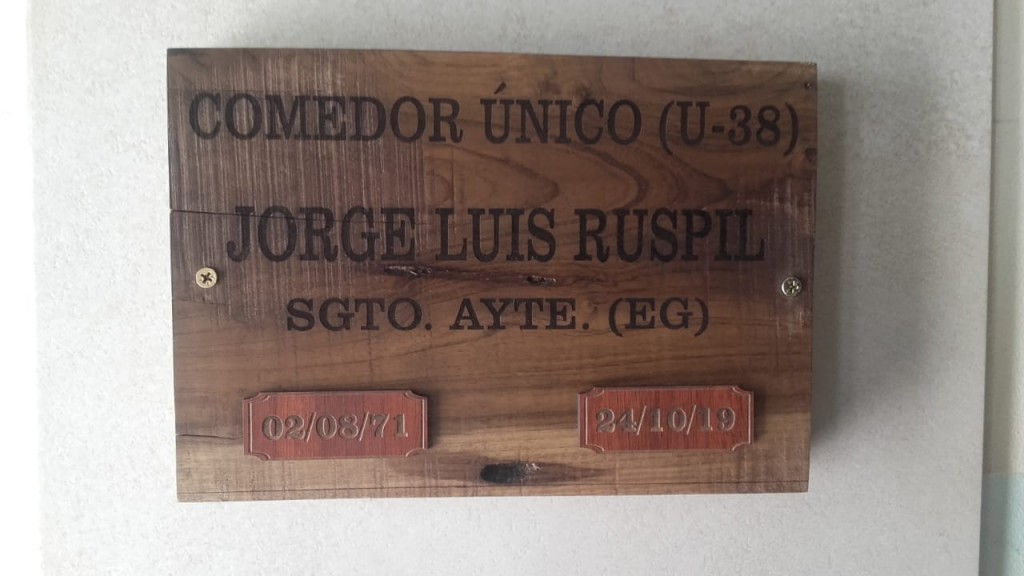 COMEDOR ÚNICO (U-38)
JORGE LUIS RUSPIL
SGTO. AYTE. (EG)
02/08/71 24/10/19